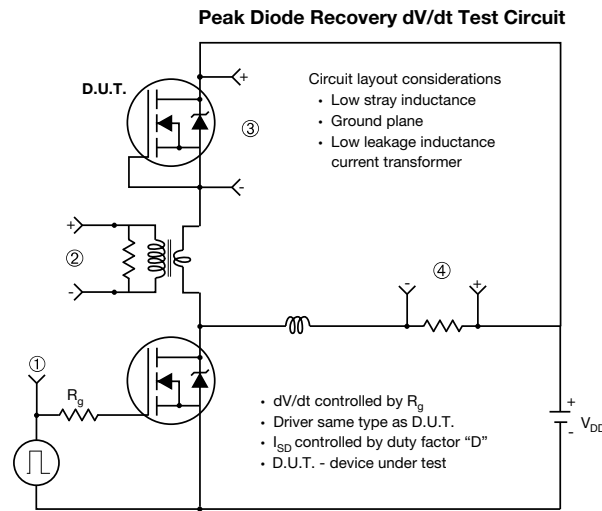 Peak Diode Recovery dV/dt Test Circuit
D.U.T.
+
-
③
Circuit layout considerations
• Low stray inductance
• Ground plane
• Low leakage inductance
current transformer
+
-
②
-
+
④
①
Rg
• dV/dt controlled by Rg
• Driver same type as D.U.T.
• ISD controlled by duty factor “D”
• D.U.T. - device under test
+
-
VDD